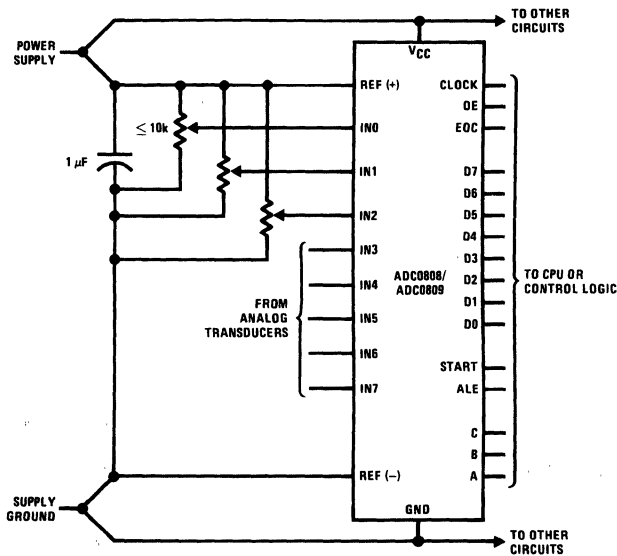 TO OTHER
CIRCUITS
POWER
SUPPLY
VCC
REF (+)
CLOCK
OE
≤ 10k
IN0
EOC
1 μF
IN1
D7
D6
IN2
D5
D4
IN3
D3
ADC0808/
ADC0809
IN4
D2
TO CPU OR
CONTROL LOGIC
FROM
ANALOG
TRANSDUCERS
IN5
D1
D0
IN6
START
IN7
ALE
C
B
REF (−)
A
SUPPLY
GROUND
GND
TO OTHER
CIRCUITS